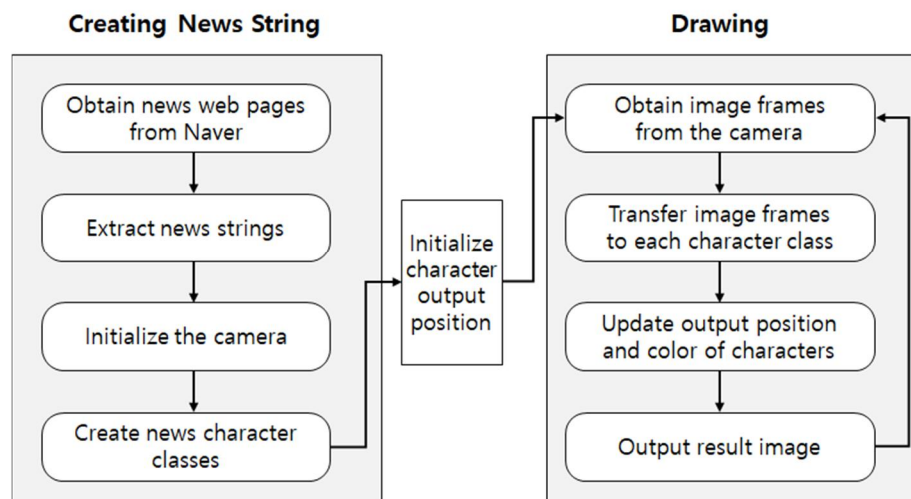 Creating News String
Obtain news web pages
from Naver
Extract news strings
Initialize the camera
Create news character
classes
Initialize
character
output
position
Drawing
Obtain image frames
from the camera
Transfer image frames
to each character class
Update output position
and color of characters
Output result image